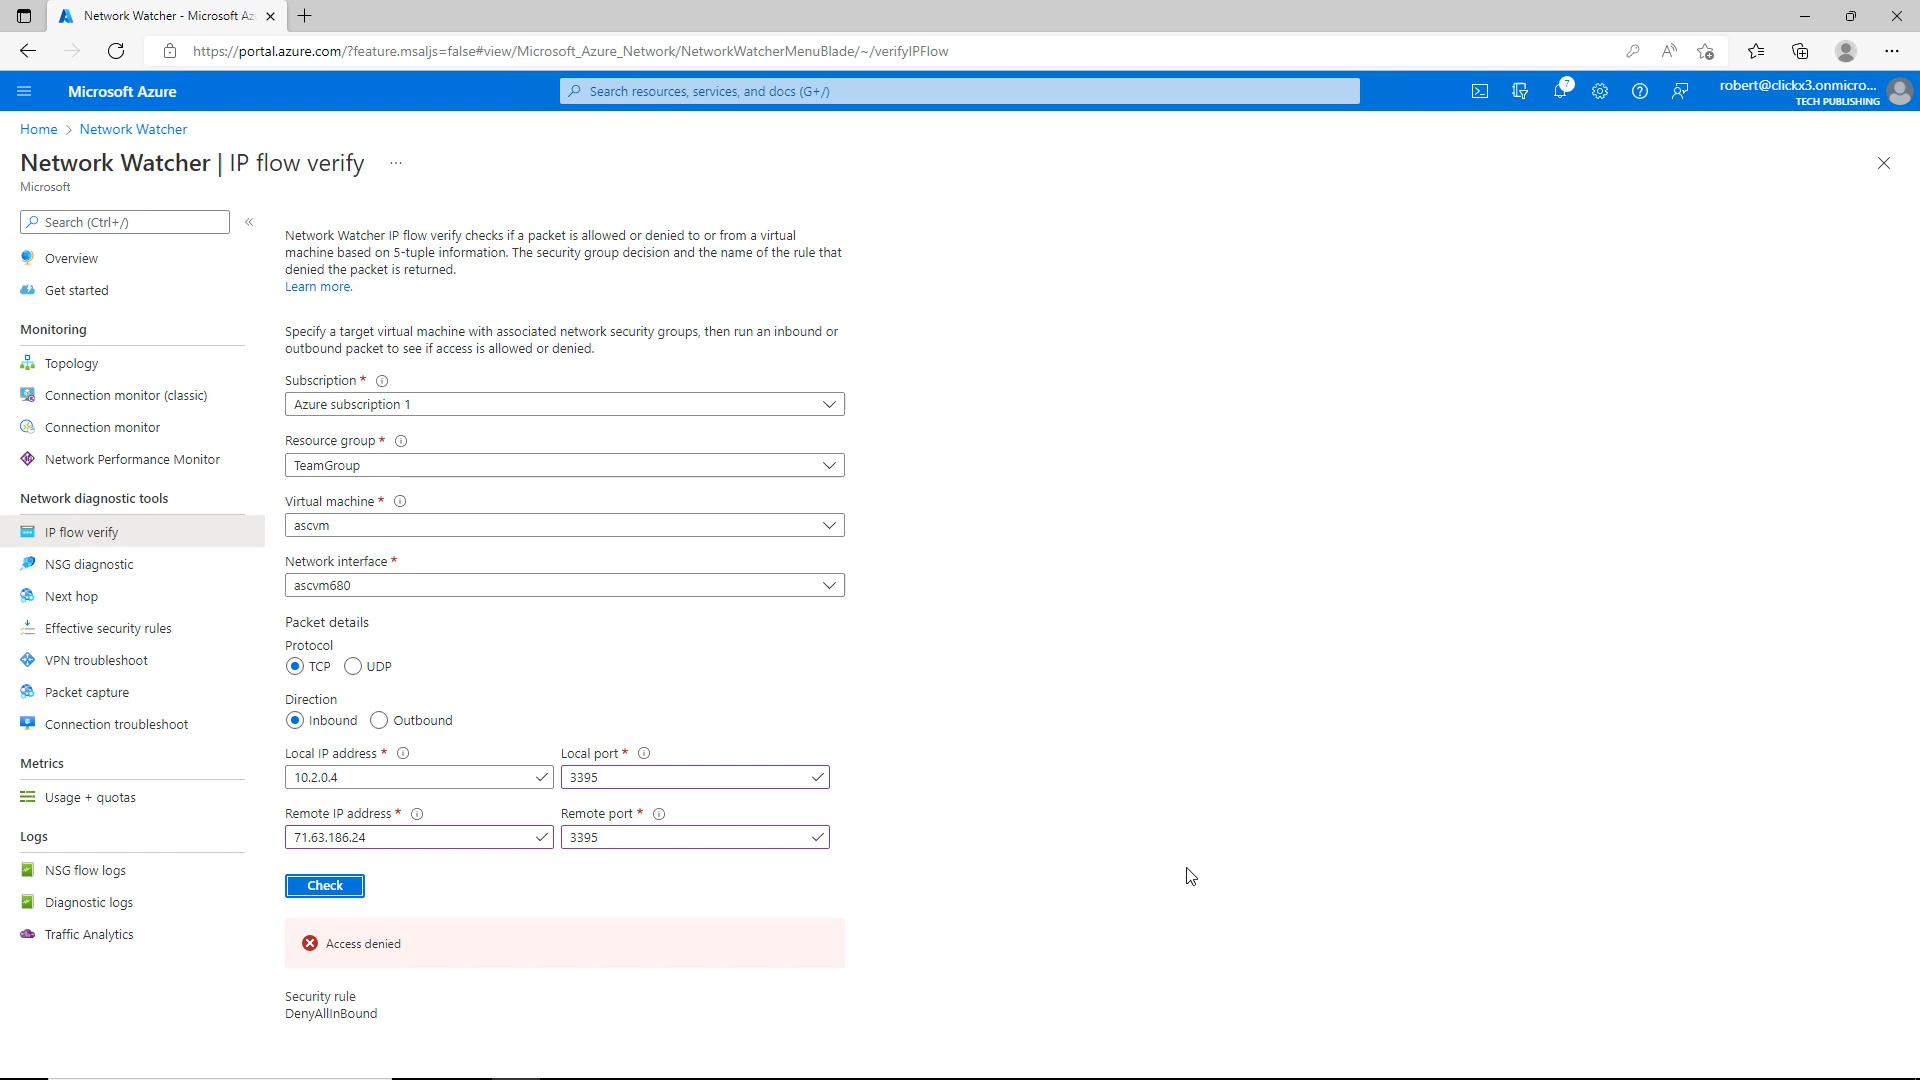 Network Watcher - Microsoft Az
https://portal.azure.com/?feature.msaljs=false#view/Microsoft_Azure_Network/NetworkWatcherMenuBlade/~/verifyIPFlow
Microsoft Azure
Search resources, services, and docs (G+/)
7
robert@clickx3.onmicro...
TECH PUBLISHING
Home > Network Watcher
Network Watcher | IP flow verify ...
Microsoft
Search (Ctrl+/)
Overview
Get started
Monitoring
Topology
Connection monitor (classic)
Connection monitor
Network Performance Monitor
Network diagnostic tools
IP flow verify
NSG diagnostic
Next hop
Effective security rules
VPN troubleshoot
Packet capture
Connection troubleshoot
Metrics
Usage + quotas
Logs
NSG flow logs
Diagnostic logs
Traffic Analytics
Network Watcher IP flow verify checks if a packet is allowed or denied to or from a virtual
machine based on 5-tuple information. The security group decision and the name of the rule that
denied the packet is returned.
Learn more.
Specify a target virtual machine with associated network security groups, then run an inbound or
outbound packet to see if access is allowed or denied.
Subscription *
Azure subscription 1
Resource group *
TeamGroup
Virtual machine *
ascvm
Network interface *
ascvm680
Packet details
Protocol
TCP UDP
Direction
Inbound Outbound
Local IP address * Local port *
10.2.0.4 3395
Remote IP address * Remote port *
71.63.186.24 3395
Check
Access denied
Security rule
DenyAllInBound